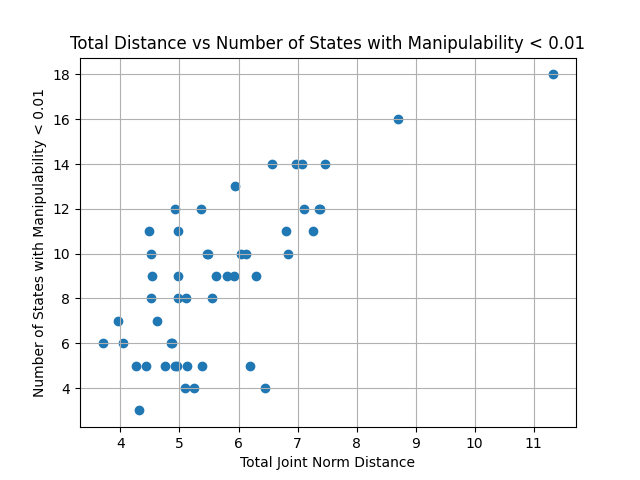 Total Distance vs Number of States with Manipulability < 0.01
Number of States with Manipulability < 0.01
18
16
14
12
10
8
6
4
4 5 6 7 8 9 10 11
Total Joint Norm Distance